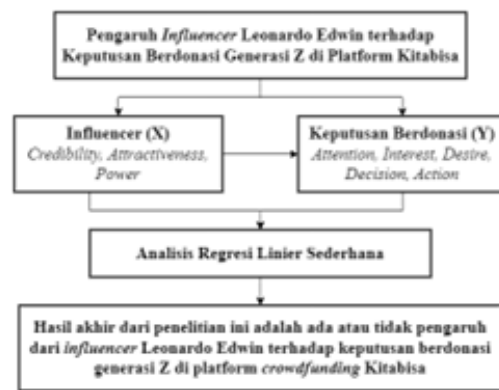 Pengaruh Influencer Leonardo Edwin terhadap
Keputusan Berdonasi Generasi Z di Platform Kitabisa
Influencer (X)
Credibility, Attractiveness,
Power
Keputusan Berdonasi (Y)
Attention, Interest, Desire,
Decision, Action
Analisis Regresi Linier Sederhana
Hasil akhir dari penelitian ini adalah ada atau tidak pengaruh
dari influencer Leonardo Edwin terhadap keputusan berdonasi
generasi Z di platform crowdfunding Kitabisa